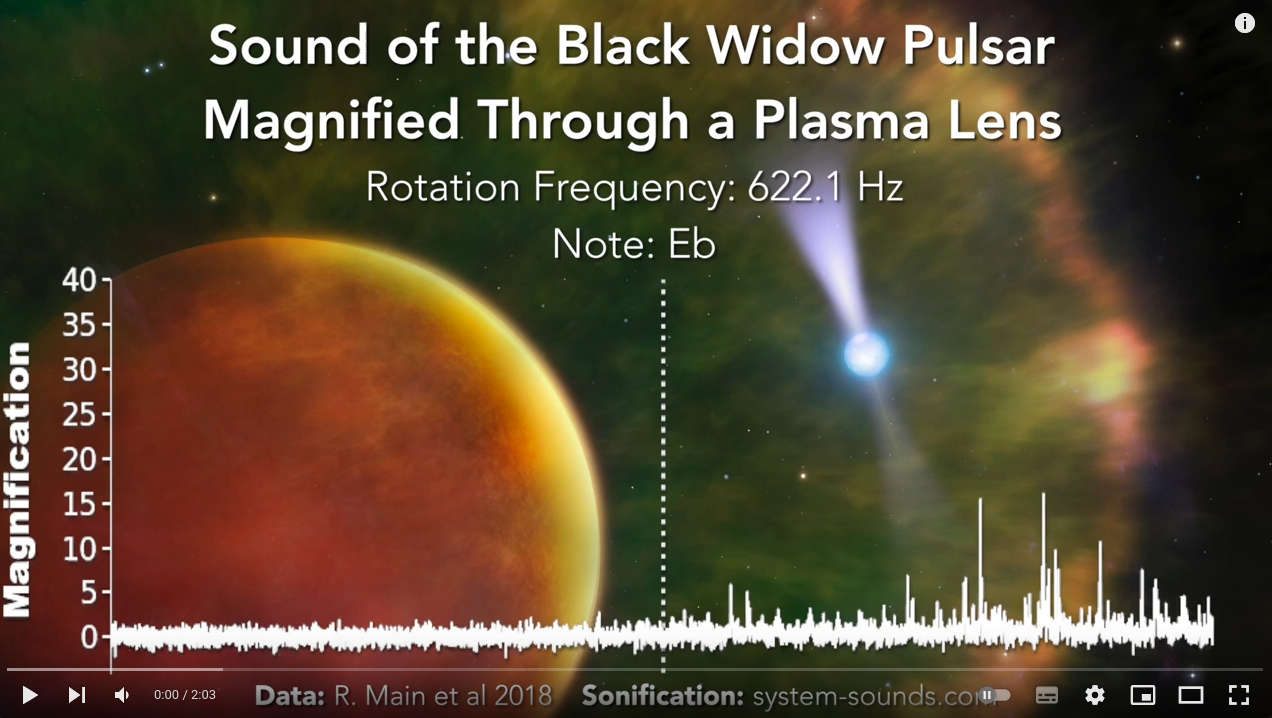 Sound of the Black Widow Pulsar
Magnified Through a Plasma Lens
Rotation Frequency: 622.1 Hz
Note: Eb
Magnification
40
35
30
25
20
15
10
5
0
0:00 / 2:03
Data: R. Main et al 2018 Sonification: system-sounds.com